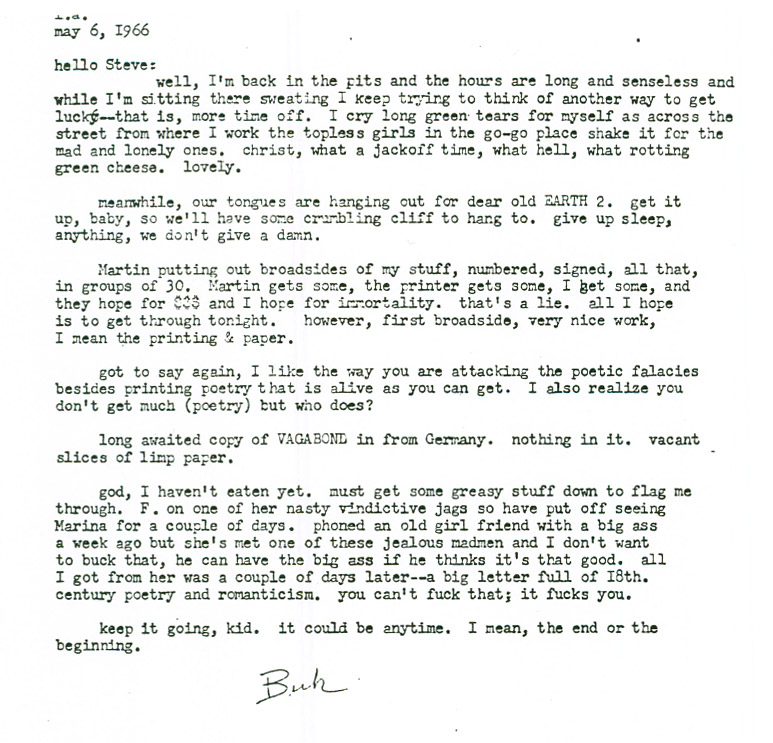 l.a.
may 6, 1966
hello Steve:
well, I'm back in the pits and the hours are long and senseless and
while I'm sitting there sweating I keep trying to think of another way to get
lucky--that is, more time off. I cry long green tears for myself as across the
street from where I work the topless girls in the go-go place shake it for the
mad and lonely ones. christ, what a jackoff time, what hell, what rotting
green cheese. lovely.
meanwhile, our tongues are hanging out for dear old EARTH 2. get it
up, baby, so we'll have some crumbling cliff to hang to. give up sleep,
anything, we don't give a damn.
Martin putting out broadsides of my stuff, numbered, signed, all that,
in groups of 30. Martin gets some, the printer gets some, I get some, and
they hope for $$$ and I hope for immortality. that's a lie. all I hope
is to get through tonight. however, first broadside, very nice work,
I mean the printing & paper.
got to say again, I like the way you are attacking the poetic falacies
besides printing poetry that is alive as you can get. I also realize you
don't get much (poetry) but who does?
long awaited copy of VAGABOND in from Germany. nothing in it. vacant
slices of limp paper.
god, I haven't eaten yet. must get some greasy stuff down to flag me
through. F. on one of her nasty vindictive jags so have put off seeing
Marina for a couple of days. phoned an old girl friend with a big ass
a week ago but she's met one of these jealous madmen and I don't want
to buck that, he can have the big ass if he thinks it's that good. all
I got from her was a couple of days later--a big letter full of 18th.
century poetry and romanticism. you can't fuck that; it fucks you.
keep it going, kid. it could be anytime. I mean, the end or the
beginning.
Buk